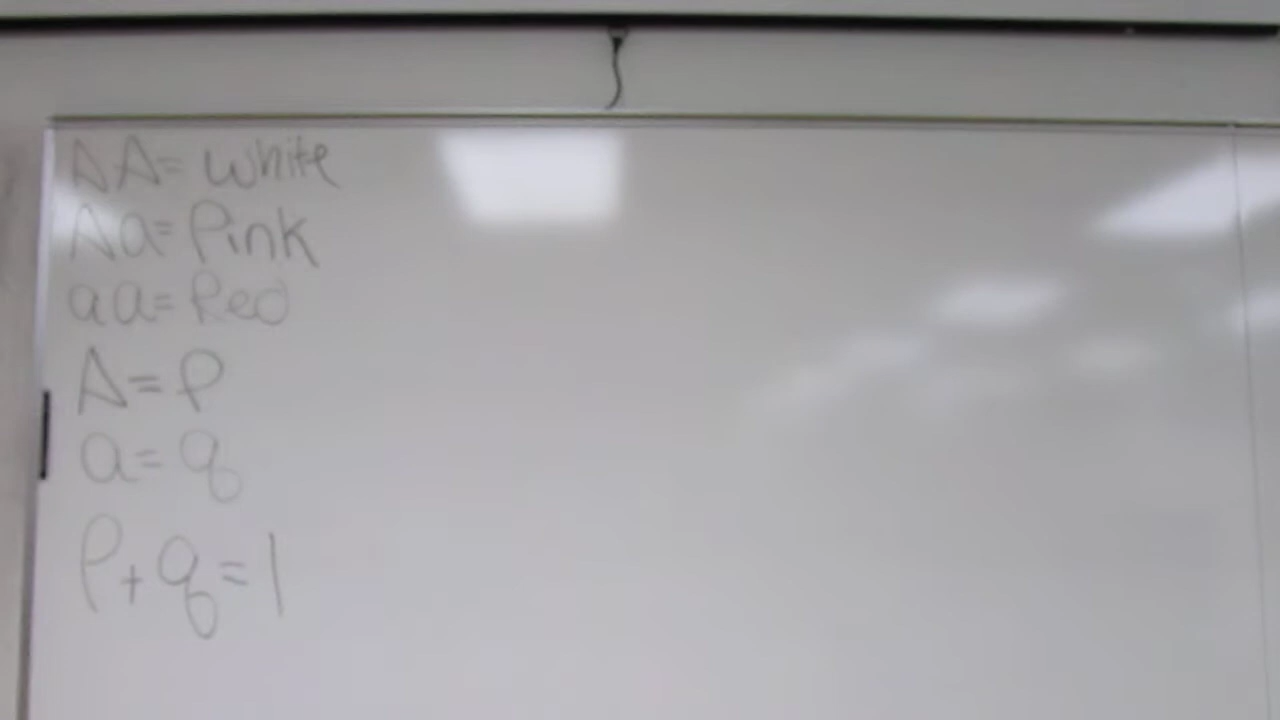 AA= white
Aa= Pink
aa= Red
A= P
a= q
P+q=1